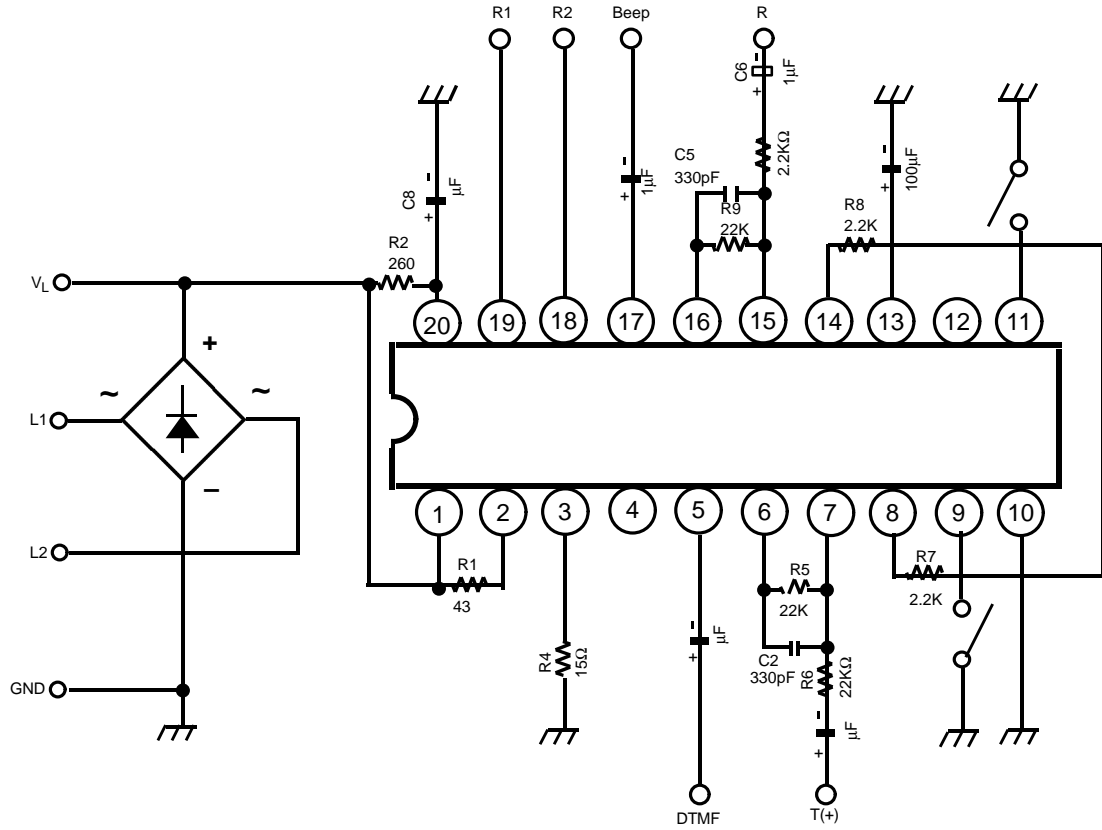 R1
R2
Beep
R
-
C6
1µF
+
2.2KΩ
-
C8
µF
+
-
1µF
+
C5
330pF
R9
22K
-
100µF
+
R8
2.2K
R2
260
VL
20
19
18
17
16
15
14
13
12
11
+
~
~
L1
−
L2
1
2
3
4
5
6
7
8
9
10
R1
43
R5
22K
R7
2.2K
R4
15Ω
-
µF
+
C2
330pF
R6
22KΩ
-
µF
+
GND
DTMF
T(+)